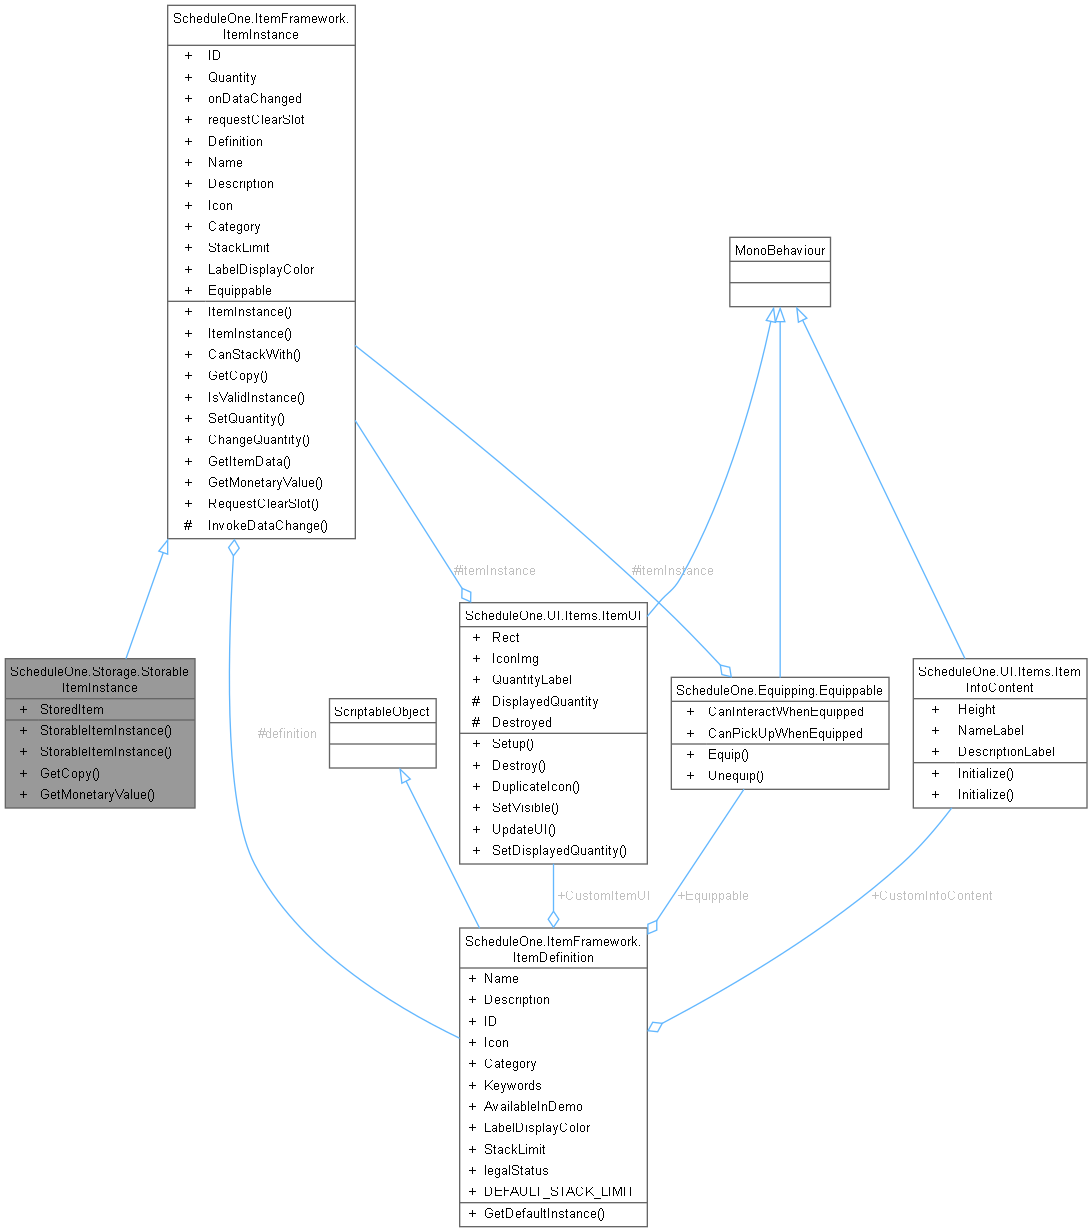 ScheduleOne.ItemFramework.
ItemInstance
+ ID
+ Quantity
+ onDataChanged
+ requestClearSlot
+ Definition
+ Name
+ Description
+ Icon
+ Category
+ StackLimit
+ LabelDisplayColor
+ Equippable
+ ItemInstance()
+ ItemInstance()
+ CanStackWith()
+ GetCopy()
+ IsValidInstance()
+ SetQuantity()
+ ChangeQuantity()
+ GetItemData()
+ GetMonetaryValue()
+ RequestClearSlot()
# InvokeDataChange()
MonoBehaviour
#itemInstance
#itemInstance
ScheduleOne.Storage.Storable
ItemInstance
+ StoredItem
+ StorableItemInstance()
+ StorableItemInstance()
+ GetCopy()
+ GetMonetaryValue()
#definition
ScriptableObject
ScheduleOne.UI.Items.ItemUI
+ Rect
+ IconImg
+ QuantityLabel
# DisplayedQuantity
# Destroyed
+ Setup()
+ Destroy()
+ DuplicateIcon()
+ SetVisible()
+ UpdateUI()
+ SetDisplayedQuantity()
ScheduleOne.Equipping.Equippable
+ CanInteractWhenEquipped
+ CanPickUpWhenEquipped
+ Equip()
+ Unequip()
ScheduleOne.UI.Items.Item
InfoContent
+ Height
+ NameLabel
+ DescriptionLabel
+ Initialize()
+ Initialize()
+CustomItemUI
+Equippable
+CustomInfoContent
ScheduleOne.ItemFramework.
ItemDefinition
+ Name
+ Description
+ ID
+ Icon
+ Category
+ Keywords
+ AvailableInDemo
+ LabelDisplayColor
+ StackLimit
+ legalStatus
+ DEFAULT_STACK_LIMIT
+ GetDefaultInstance()